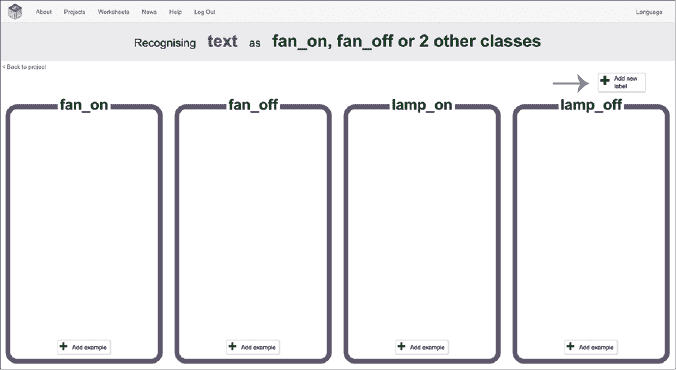 About Projects Worksheets News Help Log Out Language
Recognising text as fan_on, fan_off or 2 other classes
< Back to project
Add new
label
fan_on fan_off lamp_on lamp_off
Add example Add example Add example Add example